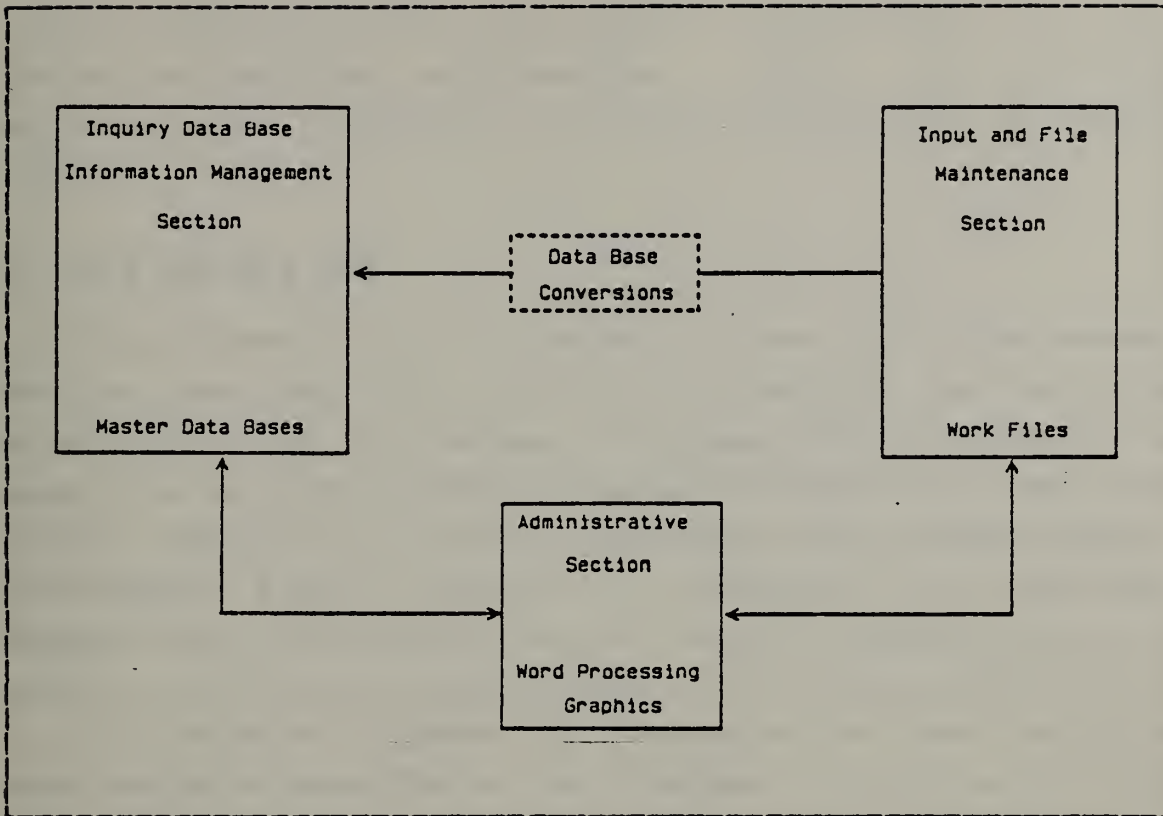 Inquiry Data Base
Information Management
Section
Master Data Bases
Data Base
Conversions
Input and File
Maintenance
Section
Work Files
Administrative
Section
Word Processing
Graphics